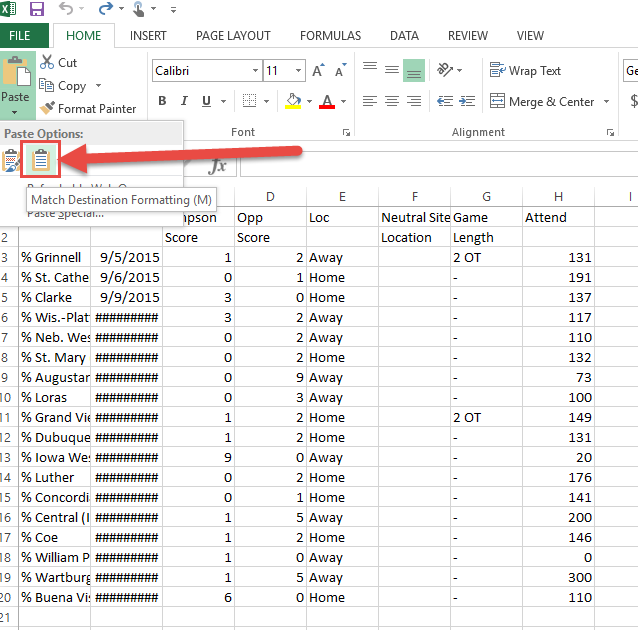 FILE HOME INSERT PAGE LAYOUT FORMULAS DATA REVIEW VIEW
Paste
Cut
Copy
Format Painter
Calibri 11
B I U
Wrap Text
Merge & Center
Ge
$
Font
Alignment
Paste Options:
Match Destination Formatting (M)
Paste Special...
fx
D E F G H I
mpson Opp Loc Neutral Site Game Attend
2 Score Score Location Length
3 % Grinnell 9/5/2015 1 2 Away 2 OT 131
4 % St. Cathe 9/6/2015 0 1 Home - 191
5 % Clarke 9/9/2015 3 0 Home - 137
6 % Wis.-Plat ######### 3 2 Away - 117
7 % Neb. Wes ######### 0 2 Away - 110
8 % St. Mary ######### 0 2 Home - 132
9 % Augustan ######### 0 9 Away - 73
10 % Loras ######### 0 3 Away - 100
11 % Grand Vie ######### 1 2 Home 2 OT 149
12 % Dubuque ######### 1 2 Home - 131
13 % Iowa Wes ######### 9 0 Away - 20
14 % Luther ######### 0 2 Home - 176
15 % Concordi ######### 0 1 Home - 141
16 % Central (I ######### 1 5 Away - 200
17 % Coe ######### 1 2 Home - 146
18 % William P ######### 1 0 Away - 0
19 % Wartburg ######### 1 5 Away - 300
20 % Buena Vis ######### 6 0 Home - 110
21